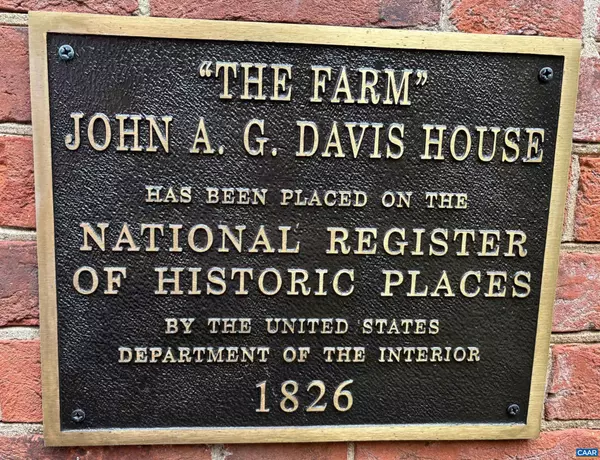 “THE FARM”
JOHN A. G. DAVIS HOUSE
HAS BEEN PLACED ON THE
NATIONAL REGISTER
OF HISTORIC PLACES
BY THE UNITED STATES
DEPARTMENT OF THE INTERIOR
1826
CAAR